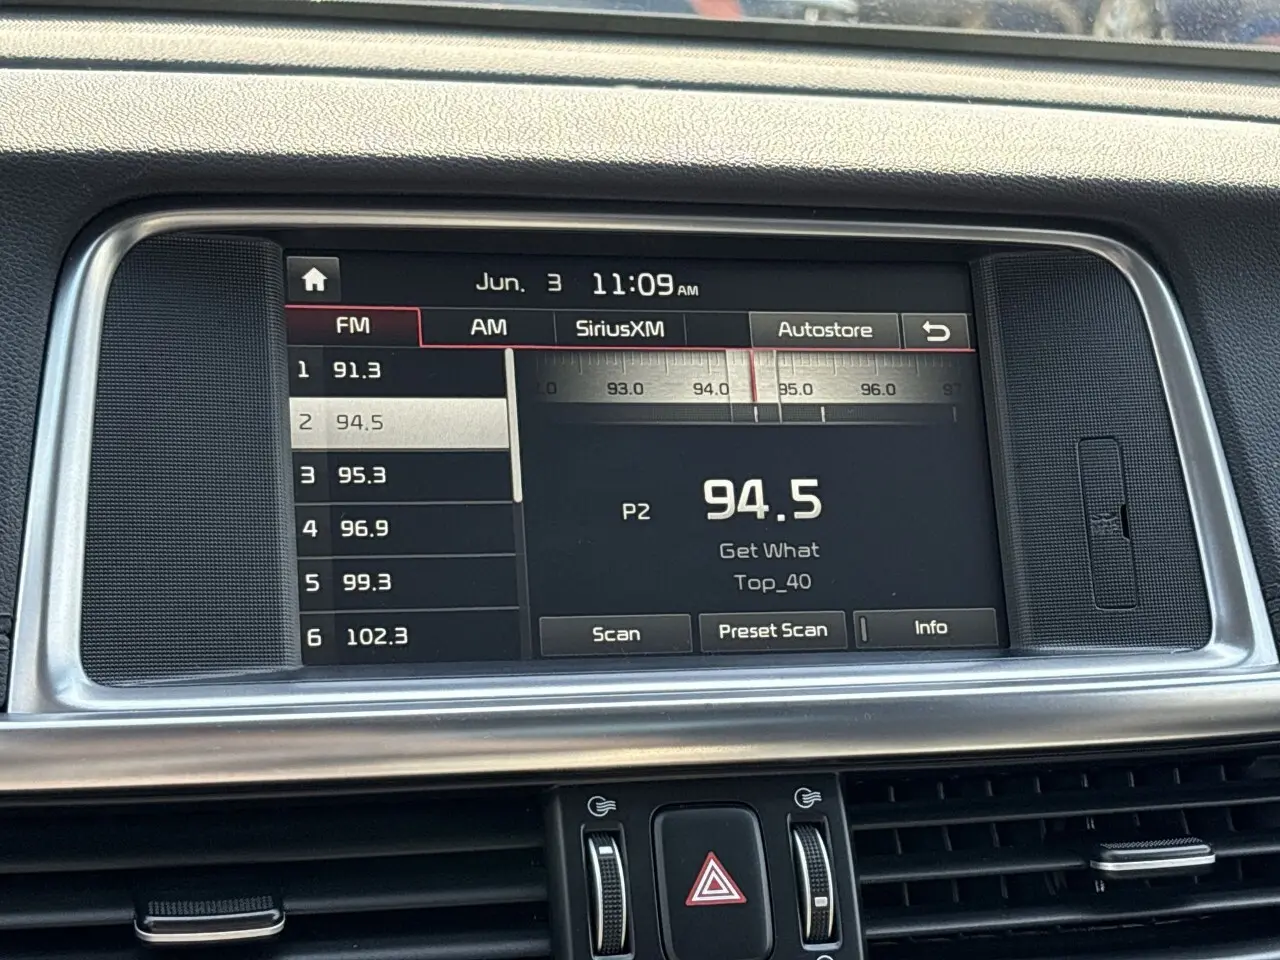 Jun. 3 11:09 AM
FM AM SiriusXM Autostore
1 91.3
2 94.5
3 95.3
4 96.9
5 99.3
6 102.3
.0 93.0 94.0 95.0 96.0 97
P2 94.5
Get What
Top_40
Scan Preset Scan Info